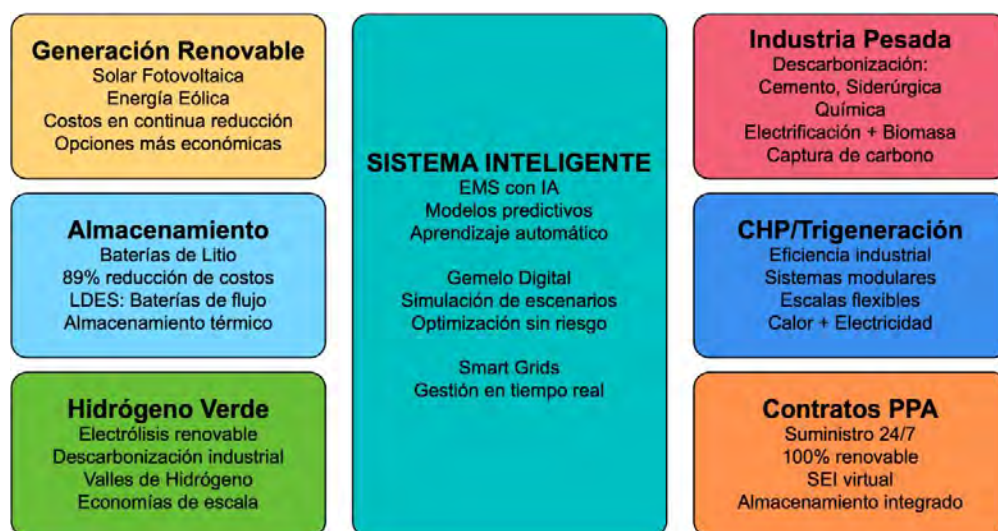 Generación Renovable
Solar Fotovoltaica
Energía Eólica
Costos en continua reducción
Opciones más económicas
Almacenamiento
Baterías de Litio
89% reducción de costos
LDES: Baterías de flujo
Almacenamiento térmico
Hidrógeno Verde
Electrólisis renovable
Descarbonización industrial
Valles de Hidrógeno
Economías de escala
SISTEMA INTELIGENTE
EMS con IA
Modelos predictivos
Aprendizaje automático
Gemelo Digital
Simulación de escenarios
Optimización sin riesgo
Smart Grids
Gestión en tiempo real
Industria Pesada
Descarbonización:
Cemento, Siderúrgica
Química
Electrificación + Biomasa
Captura de carbono
CHP/Trigeneración
Eficiencia industrial
Sistemas modulares
Escalas flexibles
Calor + Electricidad
Contratos PPA
Suministro 24/7
100% renovable
SEI virtual
Almacenamiento integrado